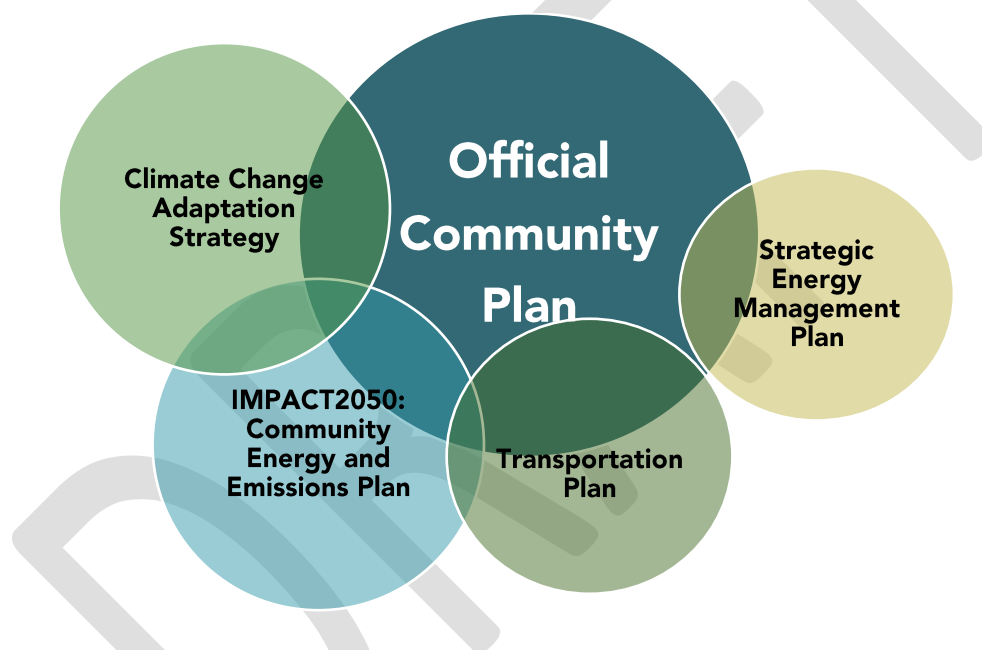 Official
Community
Plan
Climate Change
Adaptation
Strategy
Strategic
Energy
Management
Plan
IMPACT2050:
Community
Energy and
Emissions Plan
Transportation
Plan